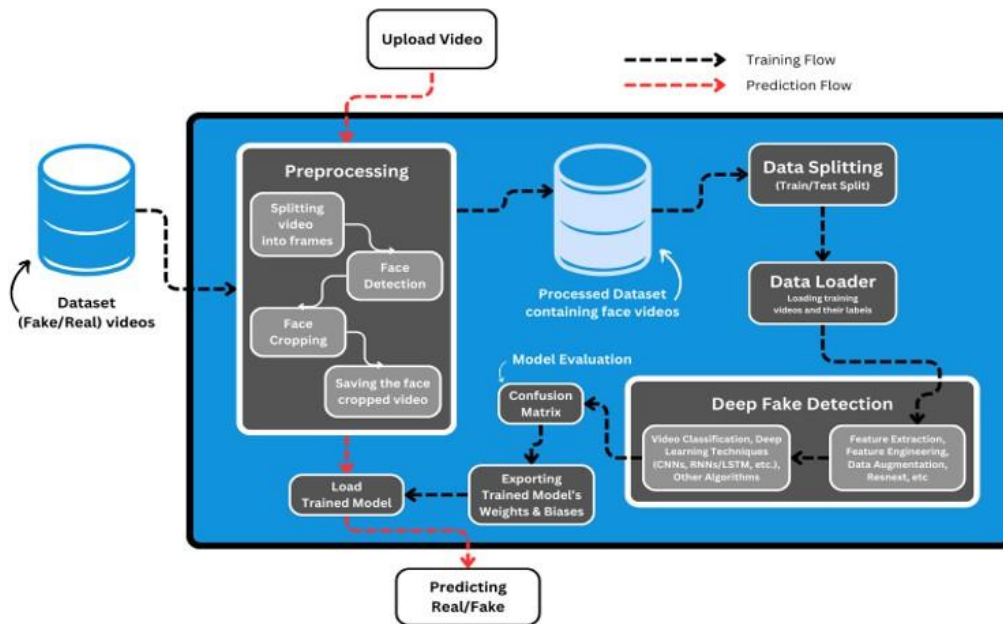 Upload Video
Training Flow
Prediction Flow
Dataset
(Fake/Real) videos
Preprocessing
Splitting
video
into frames
Face
Detection
Face
Cropping
Saving the face
cropped video
Processed Dataset
containing face videos
Data Splitting
(Train/Test Split)
Data Loader
Loading training
videos and their labels
Deep Fake Detection
Feature Extraction,
Feature Engineering,
Data Augmentation,
Resnext, etc
Video Classification, Deep
Learning Techniques
(CNNs, RNNs/LSTM, etc.),
Other Algorithms
Model Evaluation
Confusion
Matrix
Exporting
Trained Model's
Weights & Biases
Load
Trained Model
Predicting
Real/Fake